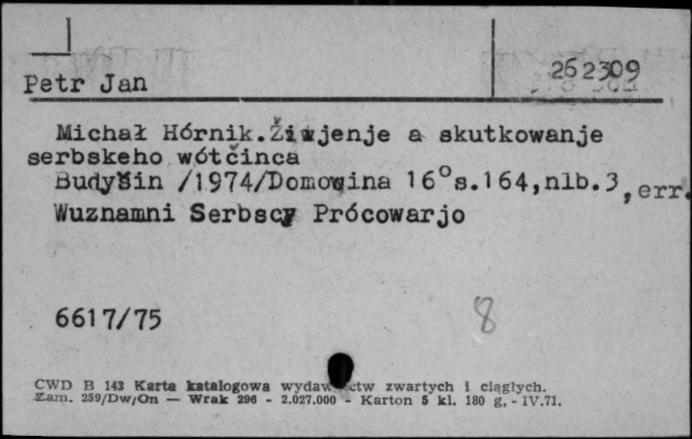 262309
Petr Jan
Michał Hórnik.Žiwjenje a skutkowanje
serbskeho wótčinca
Budyšin /1974/Domowina 16°s.164,nlb.3,err.
Wuznamni Serbscy Prócowarjo
6617/75
8
CWD B 143 Karta katalogowa wydawnictw zwartych i ciągłych.
Zam. 259/Dw/On — Wrak 296 - 2.027.000 - Karton 5 kl. 180 g. - IV.71.